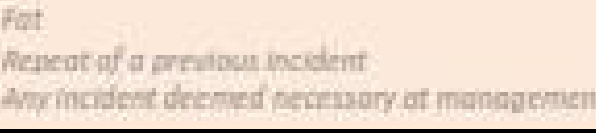 Fat
Repeat of a previous incident
Any incident deemed necessary at managemen